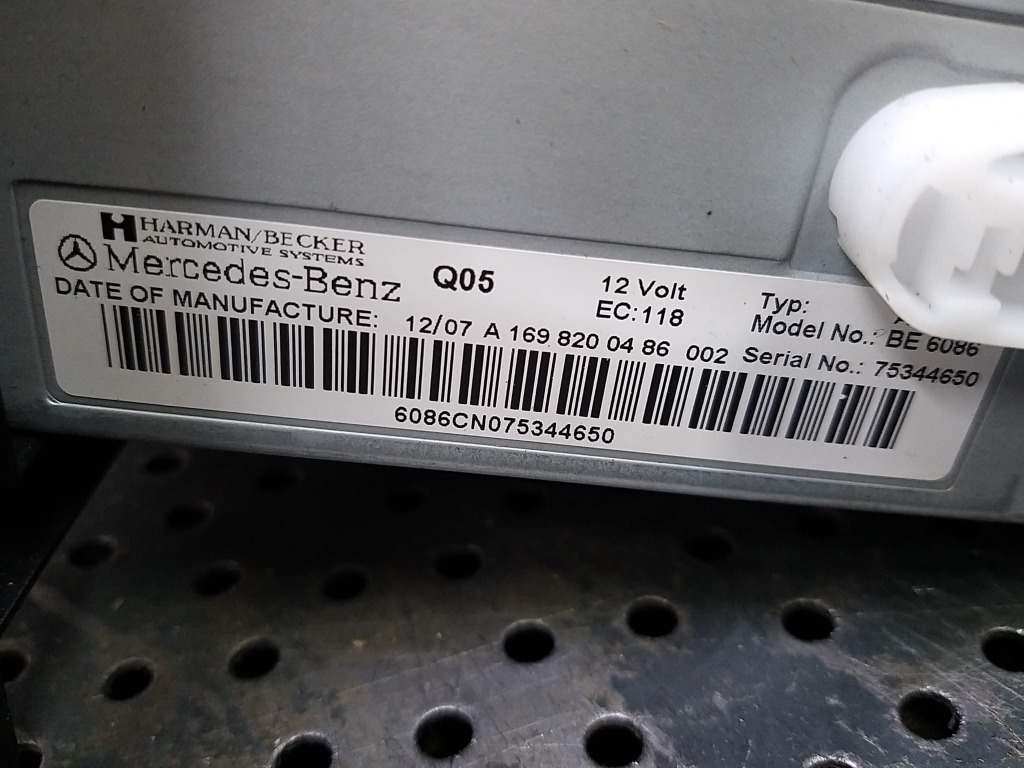 HARMAN/BECKER
AUTOMOTIVE SYSTEMS
Mercedes-Benz Q05 12 Volt Typ:
EC:118 Model No.: BE 6086
DATE OF MANUFACTURE: 12/07 A 169 820 04 86 002 Serial No.: 75344650
6086CN075344650